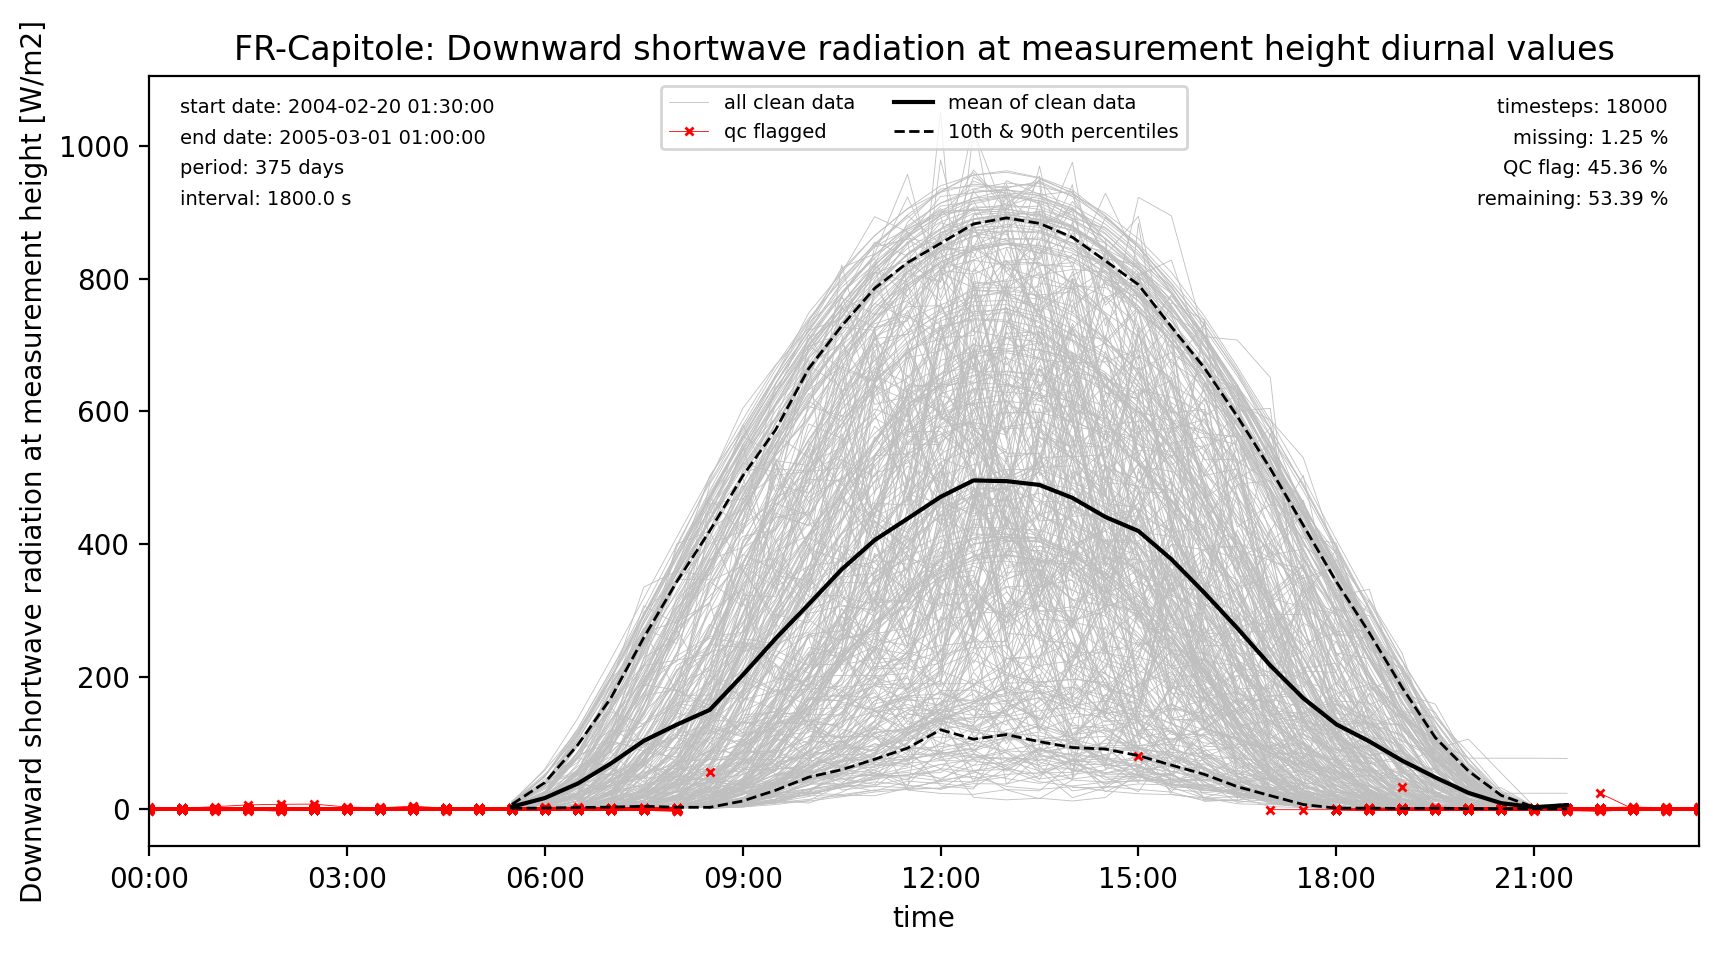 FR-Capitole: Downward shortwave radiation at measurement height diurnal values
start date: 2004-02-20 01:30:00
end date: 2005-03-01 01:00:00
period: 375 days
interval: 1800.0 s
all clean data
qc flagged
mean of clean data
10th & 90th percentiles
timesteps: 18000
missing: 1.25 %
QC flag: 45.36 %
remaining: 53.39 %
Downward shortwave radiation at measurement height [W/m2]
1000
800
600
400
200
0
00:00 03:00 06:00 09:00 12:00 15:00 18:00 21:00
time